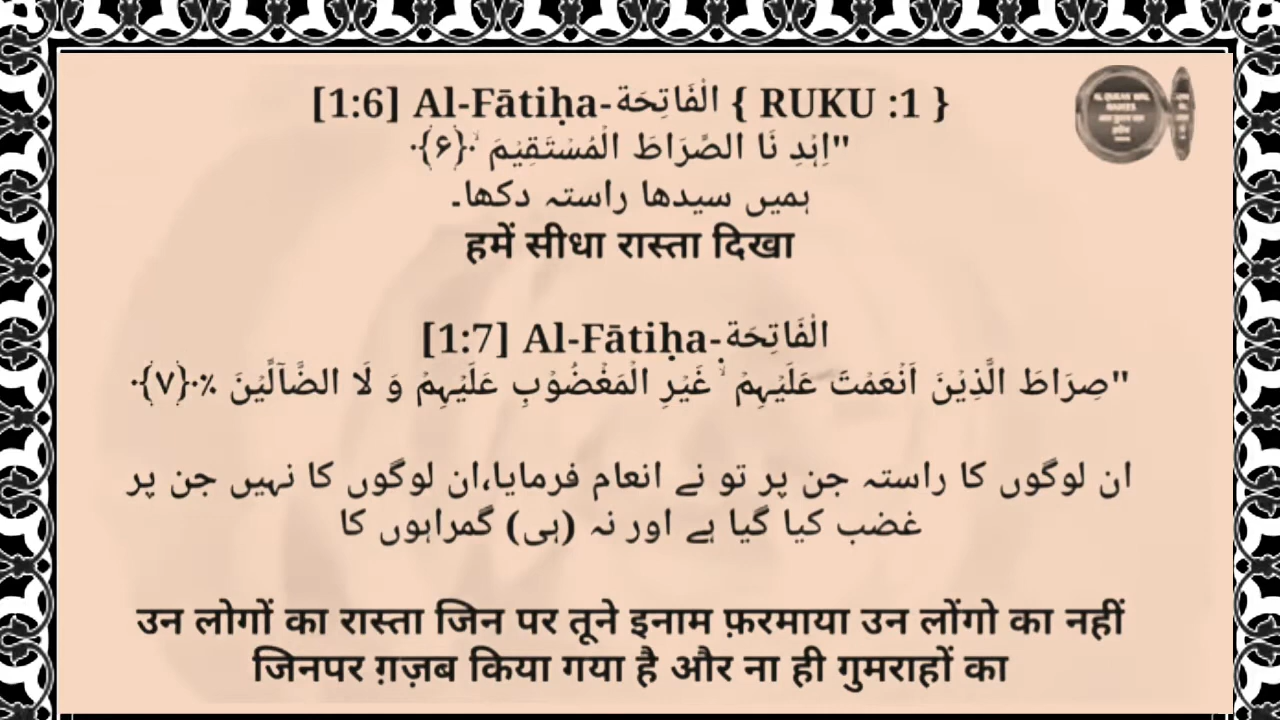 [1:6] Al-Fātiḥa-الْفَاتِحَة { RUKU :1 }
"اِہۡدِ نَا الصِّرَاطَ الۡمُسۡتَقِیۡمَ ۙ﴿۶﴾
ہمیں سیدھا راستہ دکھا۔
हमें सीधा रास्ता दिखा
[1:7] Al-Fātiḥa-الْفَاتِحَة
"صِرَاطَ الَّذِیۡنَ اَنۡعَمۡتَ عَلَیۡہِمۡ ۬ ۙ غَیۡرِ الۡمَغۡضُوۡبِ عَلَیۡہِمۡ وَ لَا الضَّآلِّیۡنَ ٪﴿۷﴾
ان لوگوں کا راستہ جن پر تو نے انعام فرمایا،ان لوگوں کا نہیں جن پر
غضب کیا گیا ہے اور نہ (ہی) گمراہوں کا
उन लोगों का रास्ता जिन पर तूने इनाम फ़रमाया उन लोंगो का नहीं
जिनपर ग़ज़ब किया गया है और ना ही गुमराहों का